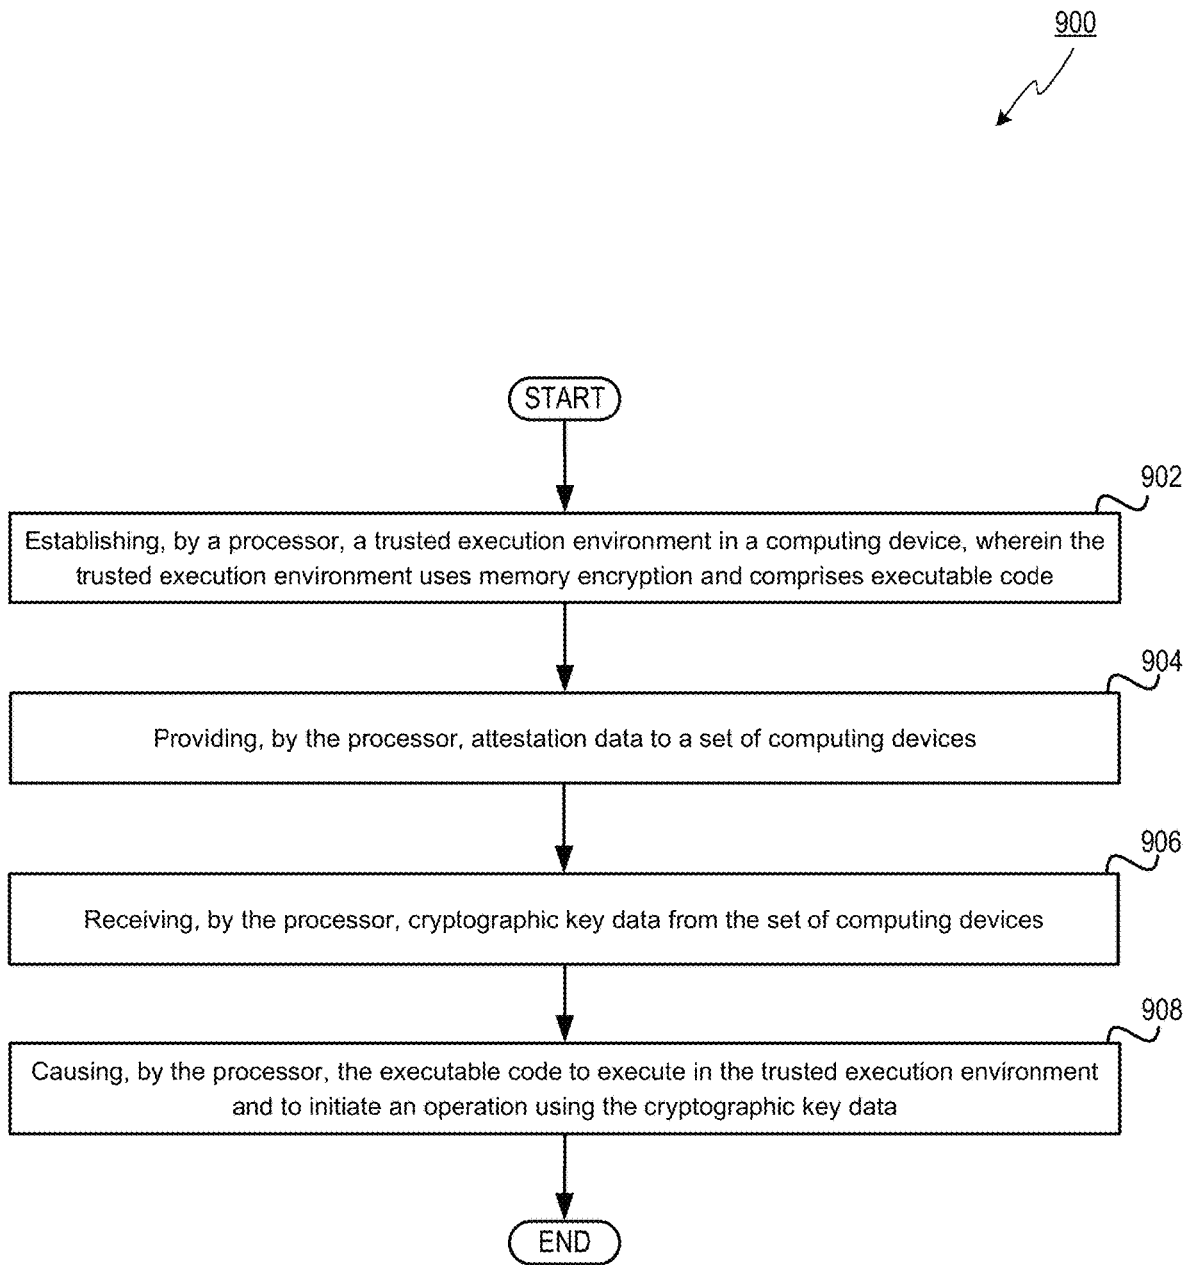 900
START
902
Establishing, by a processor, a trusted execution environment in a computing device, wherein the
trusted execution environment uses memory encryption and comprises executable code
904
Providing, by the processor, attestation data to a set of computing devices
906
Receiving, by the processor, cryptographic key data from the set of computing devices
908
Causing, by the processor, the executable code to execute in the trusted execution environment
and to initiate an operation using the cryptographic key data
END